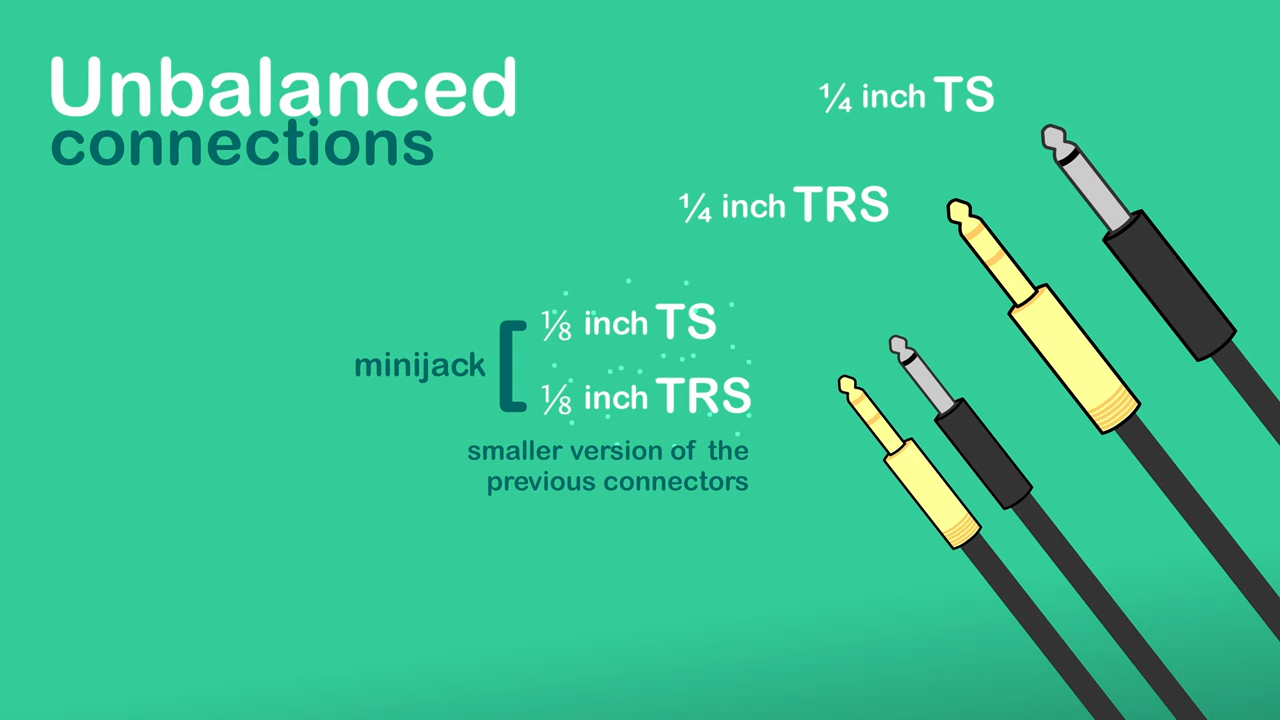 Unbalanced
connections
¼ inch TS
¼ inch TRS
minijack
⅛ inch TS
⅛ inch TRS
smaller version of the
previous connectors